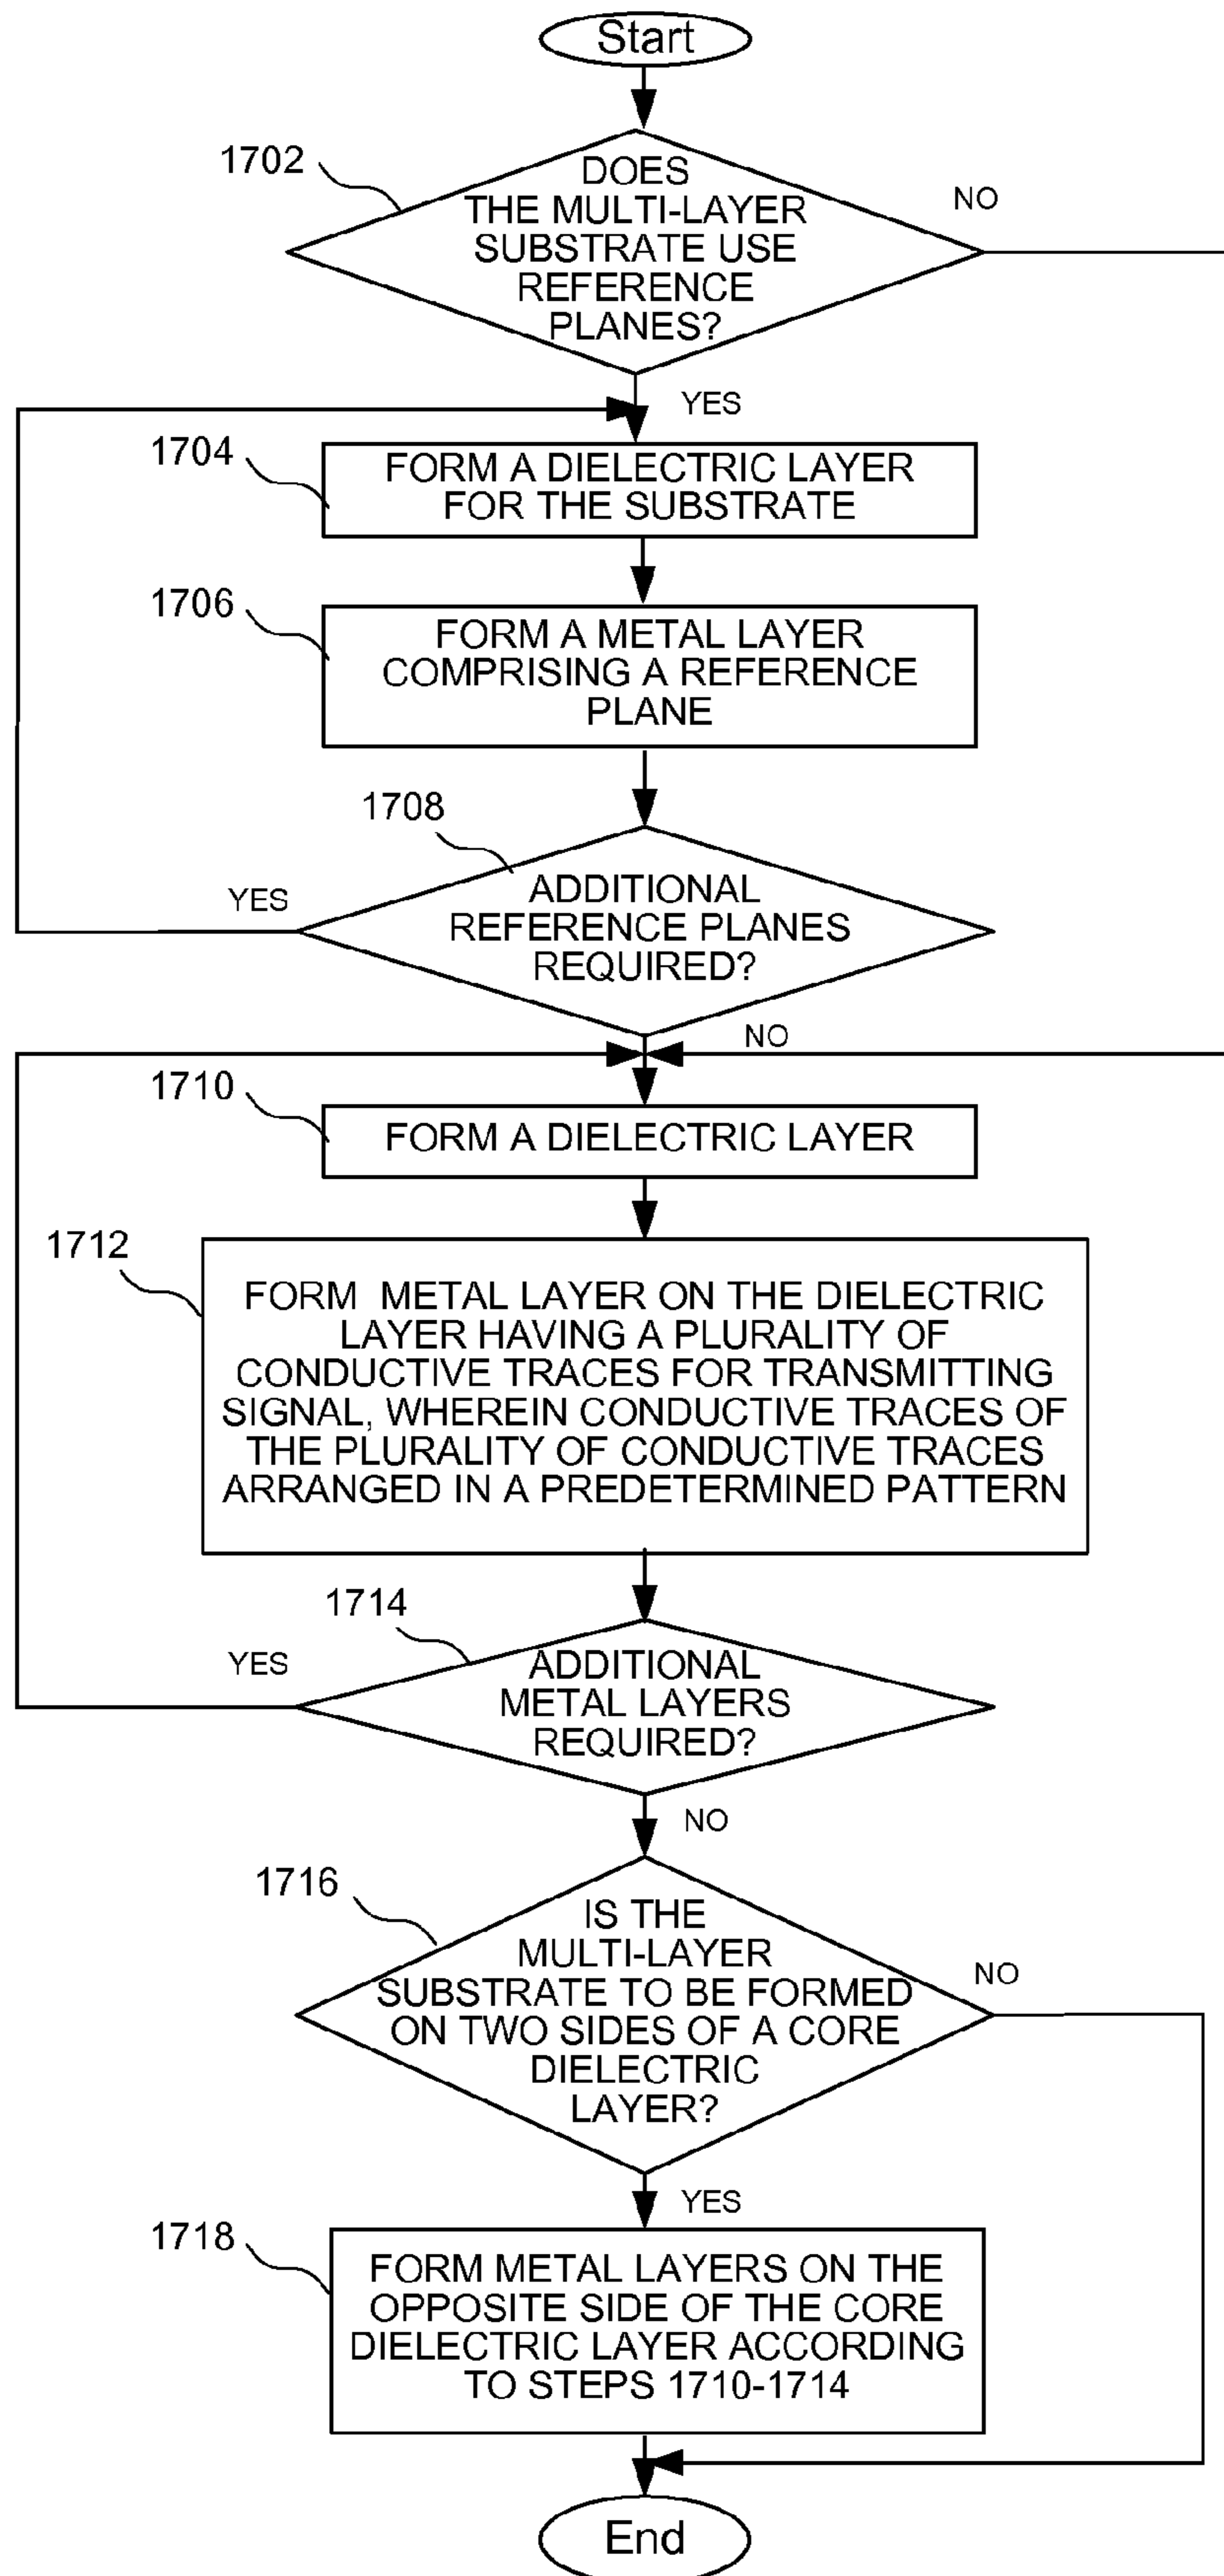 Start
1702
DOES
THE MULTI-LAYER
SUBSTRATE USE
REFERENCE
PLANES?
NO
YES
1704
FORM A DIELECTRIC LAYER
FOR THE SUBSTRATE
1706
FORM A METAL LAYER
COMPRISING A REFERENCE
PLANE
1708
ADDITIONAL
REFERENCE PLANES
REQUIRED?
YES
NO
1710
FORM A DIELECTRIC LAYER
1712
FORM METAL LAYER ON THE DIELECTRIC
LAYER HAVING A PLURALITY OF
CONDUCTIVE TRACES FOR TRANSMITTING
SIGNAL, WHEREIN CONDUCTIVE TRACES OF
THE PLURALITY OF CONDUCTIVE TRACES
ARRANGED IN A PREDETERMINED PATTERN
1714
ADDITIONAL
METAL LAYERS
REQUIRED?
YES
NO
1716
IS THE
MULTI-LAYER
SUBSTRATE TO BE FORMED
ON TWO SIDES OF A CORE
DIELECTRIC
LAYER?
NO
YES
1718
FORM METAL LAYERS ON THE
OPPOSITE SIDE OF THE CORE
DIELECTRIC LAYER ACCORDING
TO STEPS 1710-1714
End